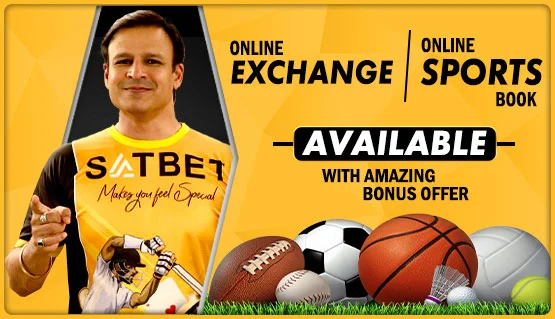 ONLINE
EXCHANGE
ONLINE
SPORTS
BOOK
AVAILABLE
WITH AMAZING
BONUS OFFER
SATBET
Makes you feel Special